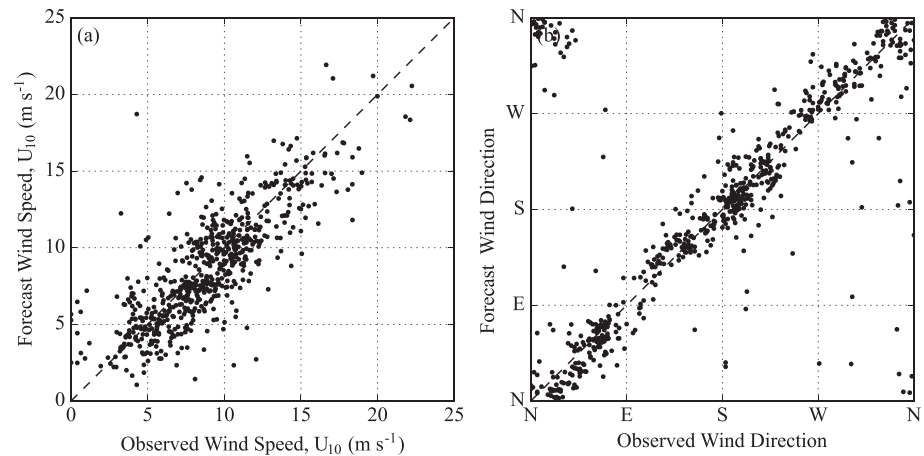 (a)
25
20
15
10
5
0
0 5 10 15 20 25
Forecast Wind Speed, U10 (m s-1)
Observed Wind Speed, U10 (m s-1)
(b)
N
W
S
E
N
N E S W N
Forecast Wind Direction
Observed Wind Direction